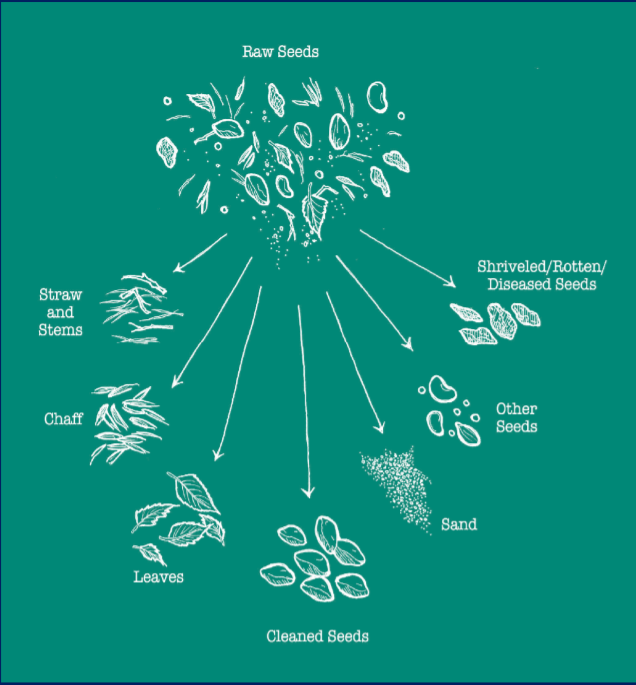 Raw Seeds
Shriveled/Rotten/
Diseased Seeds
Straw
and
Stems
Chaff
Other
Seeds
Sand
Leaves
Cleaned Seeds